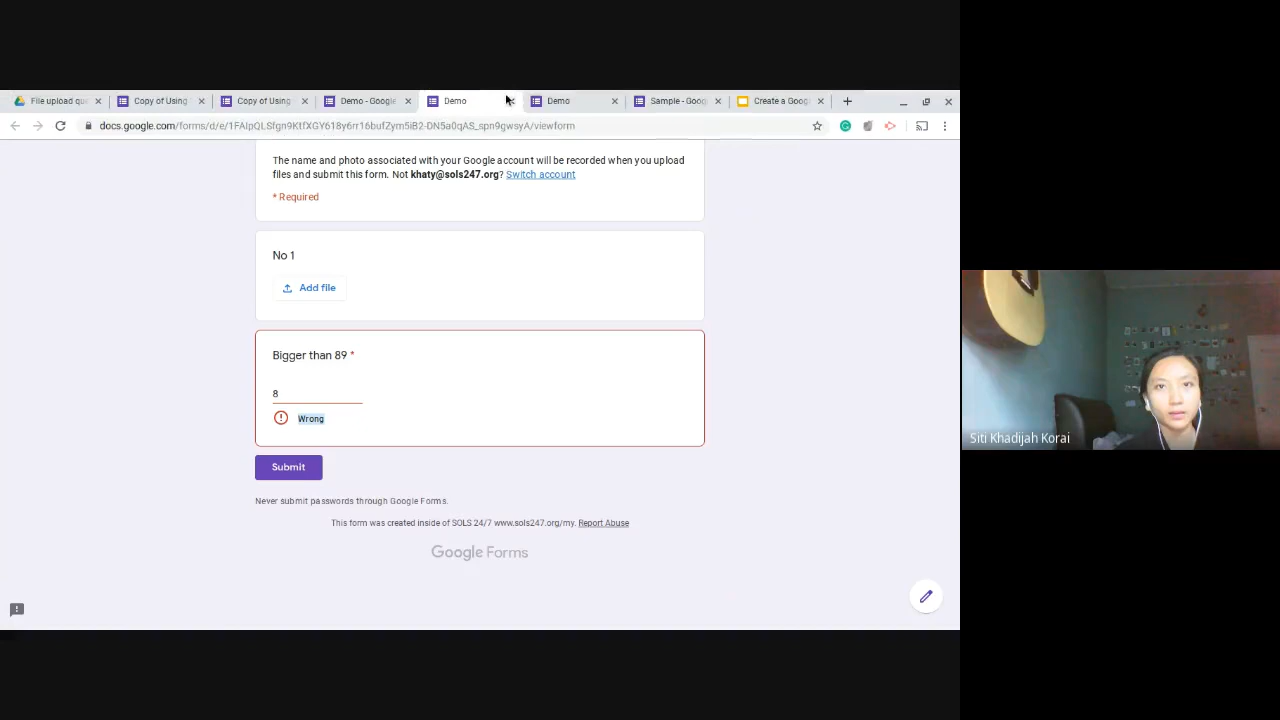 File upload qu
Copy of Using
Copy of Using
Demo - Google
Demo
Demo
Sample - Goog
Create a Goog
docs.google.com/forms/d/e/1FAIpQLSfgn9KtfXGY618y6rr16bufZym5iB2-DN5a0qAS_spn9gwsyA/viewform
The name and photo associated with your Google account will be recorded when you upload
files and submit this form. Not khaty@sols247.org? Switch account
* Required
No 1
Add file
Bigger than 89 *
8
Wrong
Submit
Never submit passwords through Google Forms.
This form was created inside of SOLS 24/7 www.sols247.org/my. Report Abuse
Google Forms
Siti Khadijah Korai